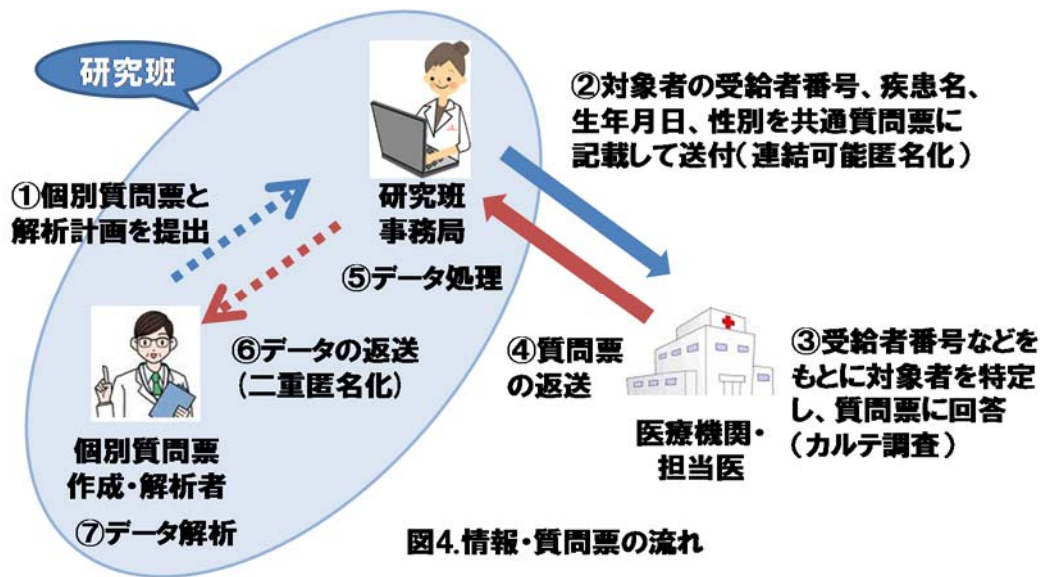 研究班
①個別質問票と
解析計画を提出
研究班
事務局
②対象者の受給者番号、疾患名、
生年月日、性別を共通質問票に
記載して送付（連結可能匿名化）
③受給者番号などを
もとに対象者を特定
し、質問票に回答
（カルテ調査）
医療機関・
担当医
④質問票
の返送
⑤データ処理
⑥データの返送
(二重匿名化)
個別質問票
作成・解析者
⑦データ解析
図4.情報・質問票の流れ